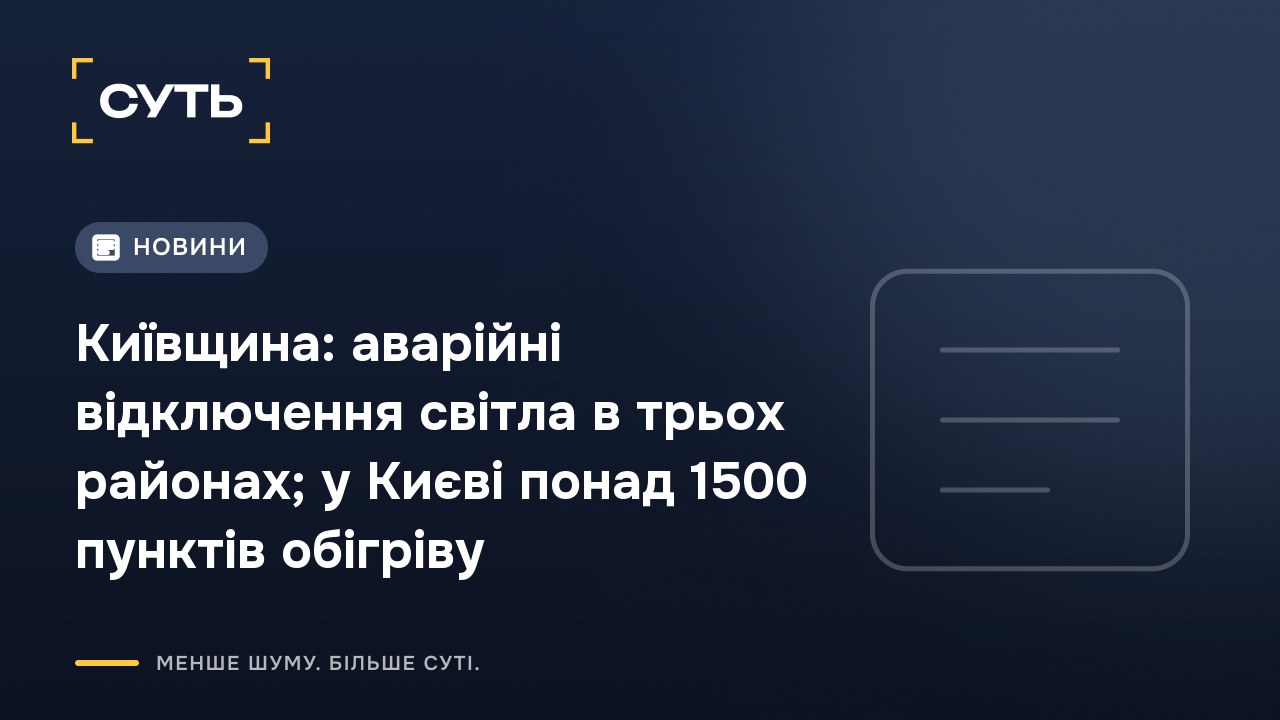 СУТЬ
НОВИНИ
Київщина: аварійні
відключення світла в трьох
районах; у Києві понад 1500
пунктів обігріву
МЕНШЕ ШУМУ. БІЛЬШЕ СУТІ.